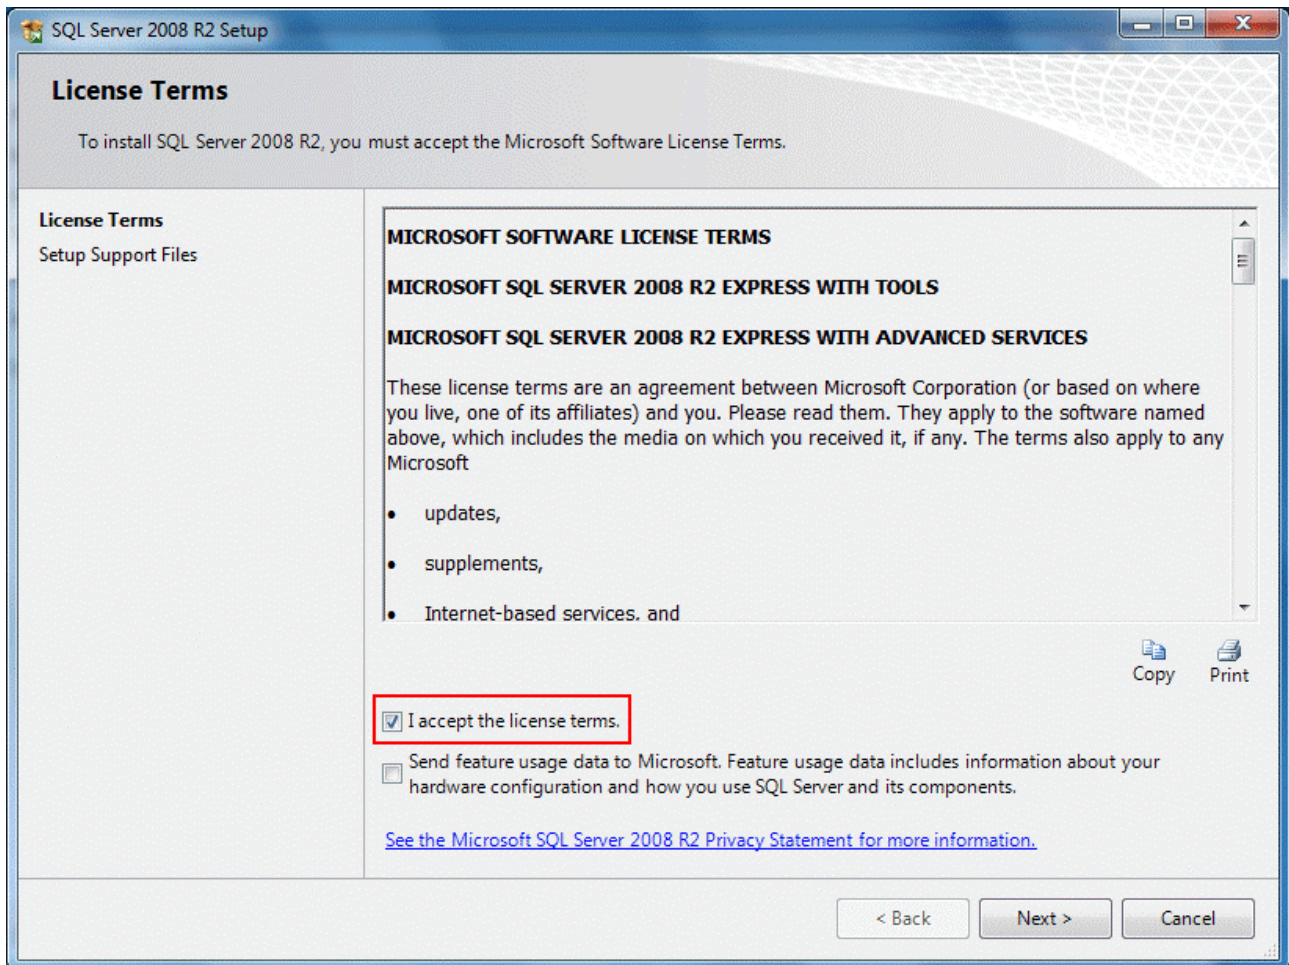 SQL Server 2008 R2 Setup
License Terms
To install SQL Server 2008 R2, you must accept the Microsoft Software License Terms.
License Terms
Setup Support Files
MICROSOFT SOFTWARE LICENSE TERMS
MICROSOFT SQL SERVER 2008 R2 EXPRESS WITH TOOLS
MICROSOFT SQL SERVER 2008 R2 EXPRESS WITH ADVANCED SERVICES
These license terms are an agreement between Microsoft Corporation (or based on where
you live, one of its affiliates) and you. Please read them. They apply to the software named
above, which includes the media on which you received it, if any. The terms also apply to any
Microsoft
• updates,
• supplements,
• Internet-based services, and
Copy Print
I accept the license terms.
Send feature usage data to Microsoft. Feature usage data includes information about your
hardware configuration and how you use SQL Server and its components.
See the Microsoft SQL Server 2008 R2 Privacy Statement for more information.
< Back Next > Cancel